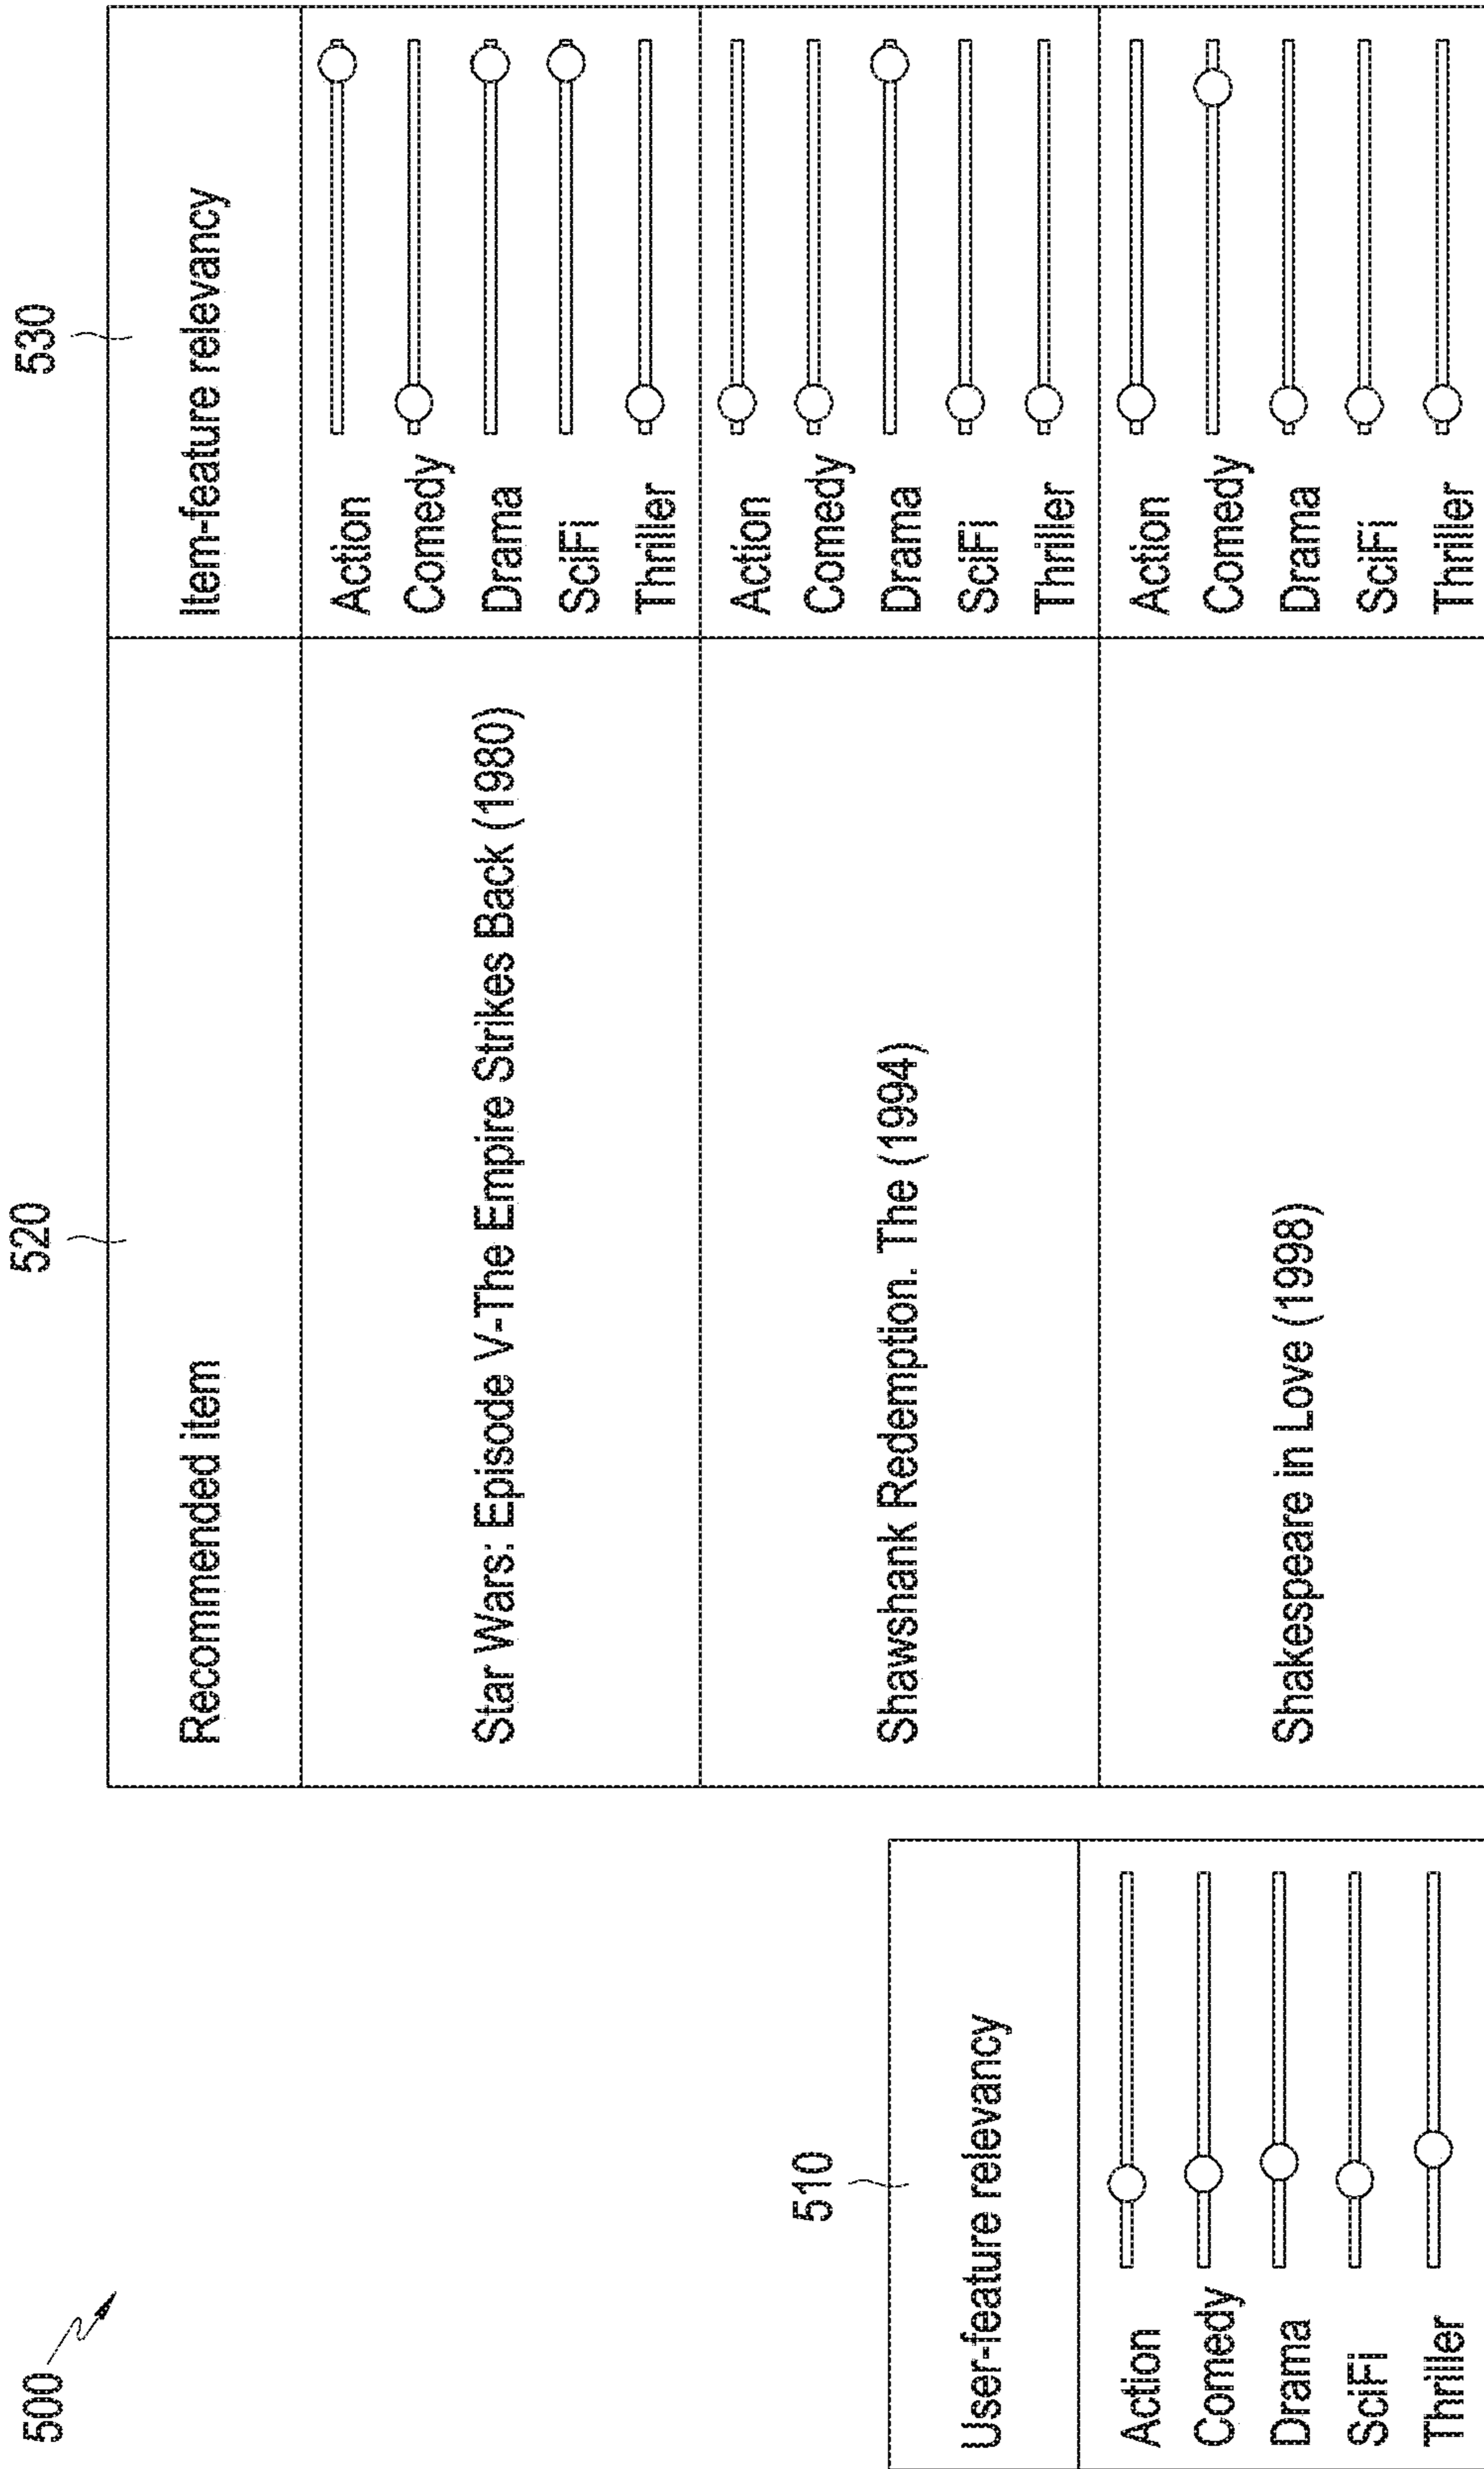 500
510
User-feature relevancy
Action
Comedy
Drama
SciFi
Thriller
520
530
Recommended item
Item-feature relevancy
Star Wars: Episode V-The Empire Strikes Back (1980)
Action
Comedy
Drama
SciFi
Thriller
Shawshank Redemption. The (1994)
Action
Comedy
Drama
SciFi
Thriller
Shakespeare in Love (1998)
Action
Comedy
Drama
SciFi
Thriller